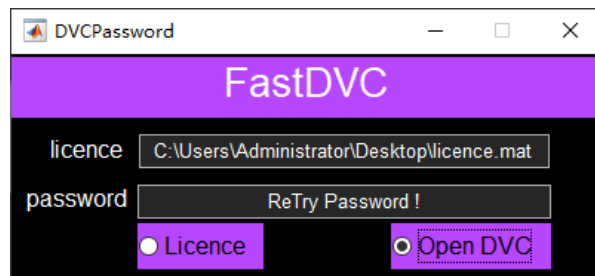 DVCPassword
FastDVC
licence C:\Users\Administrator\Desktop\licence.mat
password ReTry Password !
Licence Open DVC